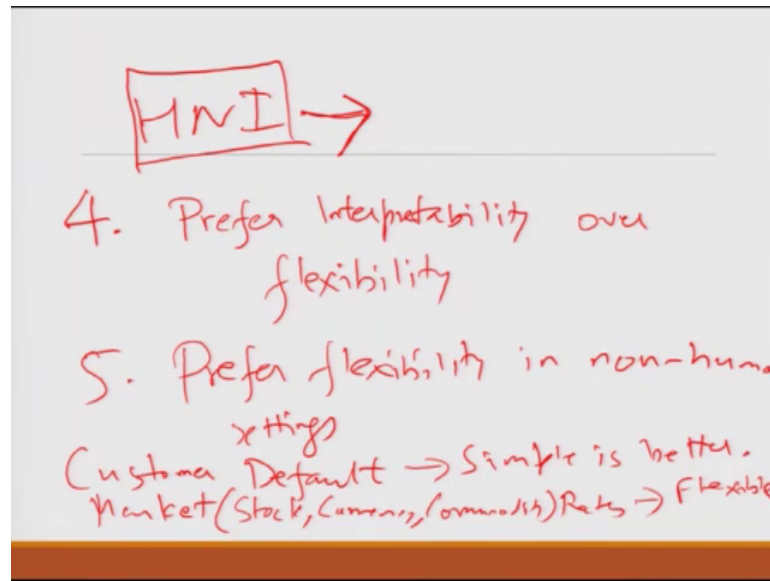 HNI →
4. Prefer Interpretability over
flexibility
5. Prefer flexibility in non-huma
settings
Customer Default → Simple is better.
Market (Stock, Currency, Commodity) Rates → Flexible